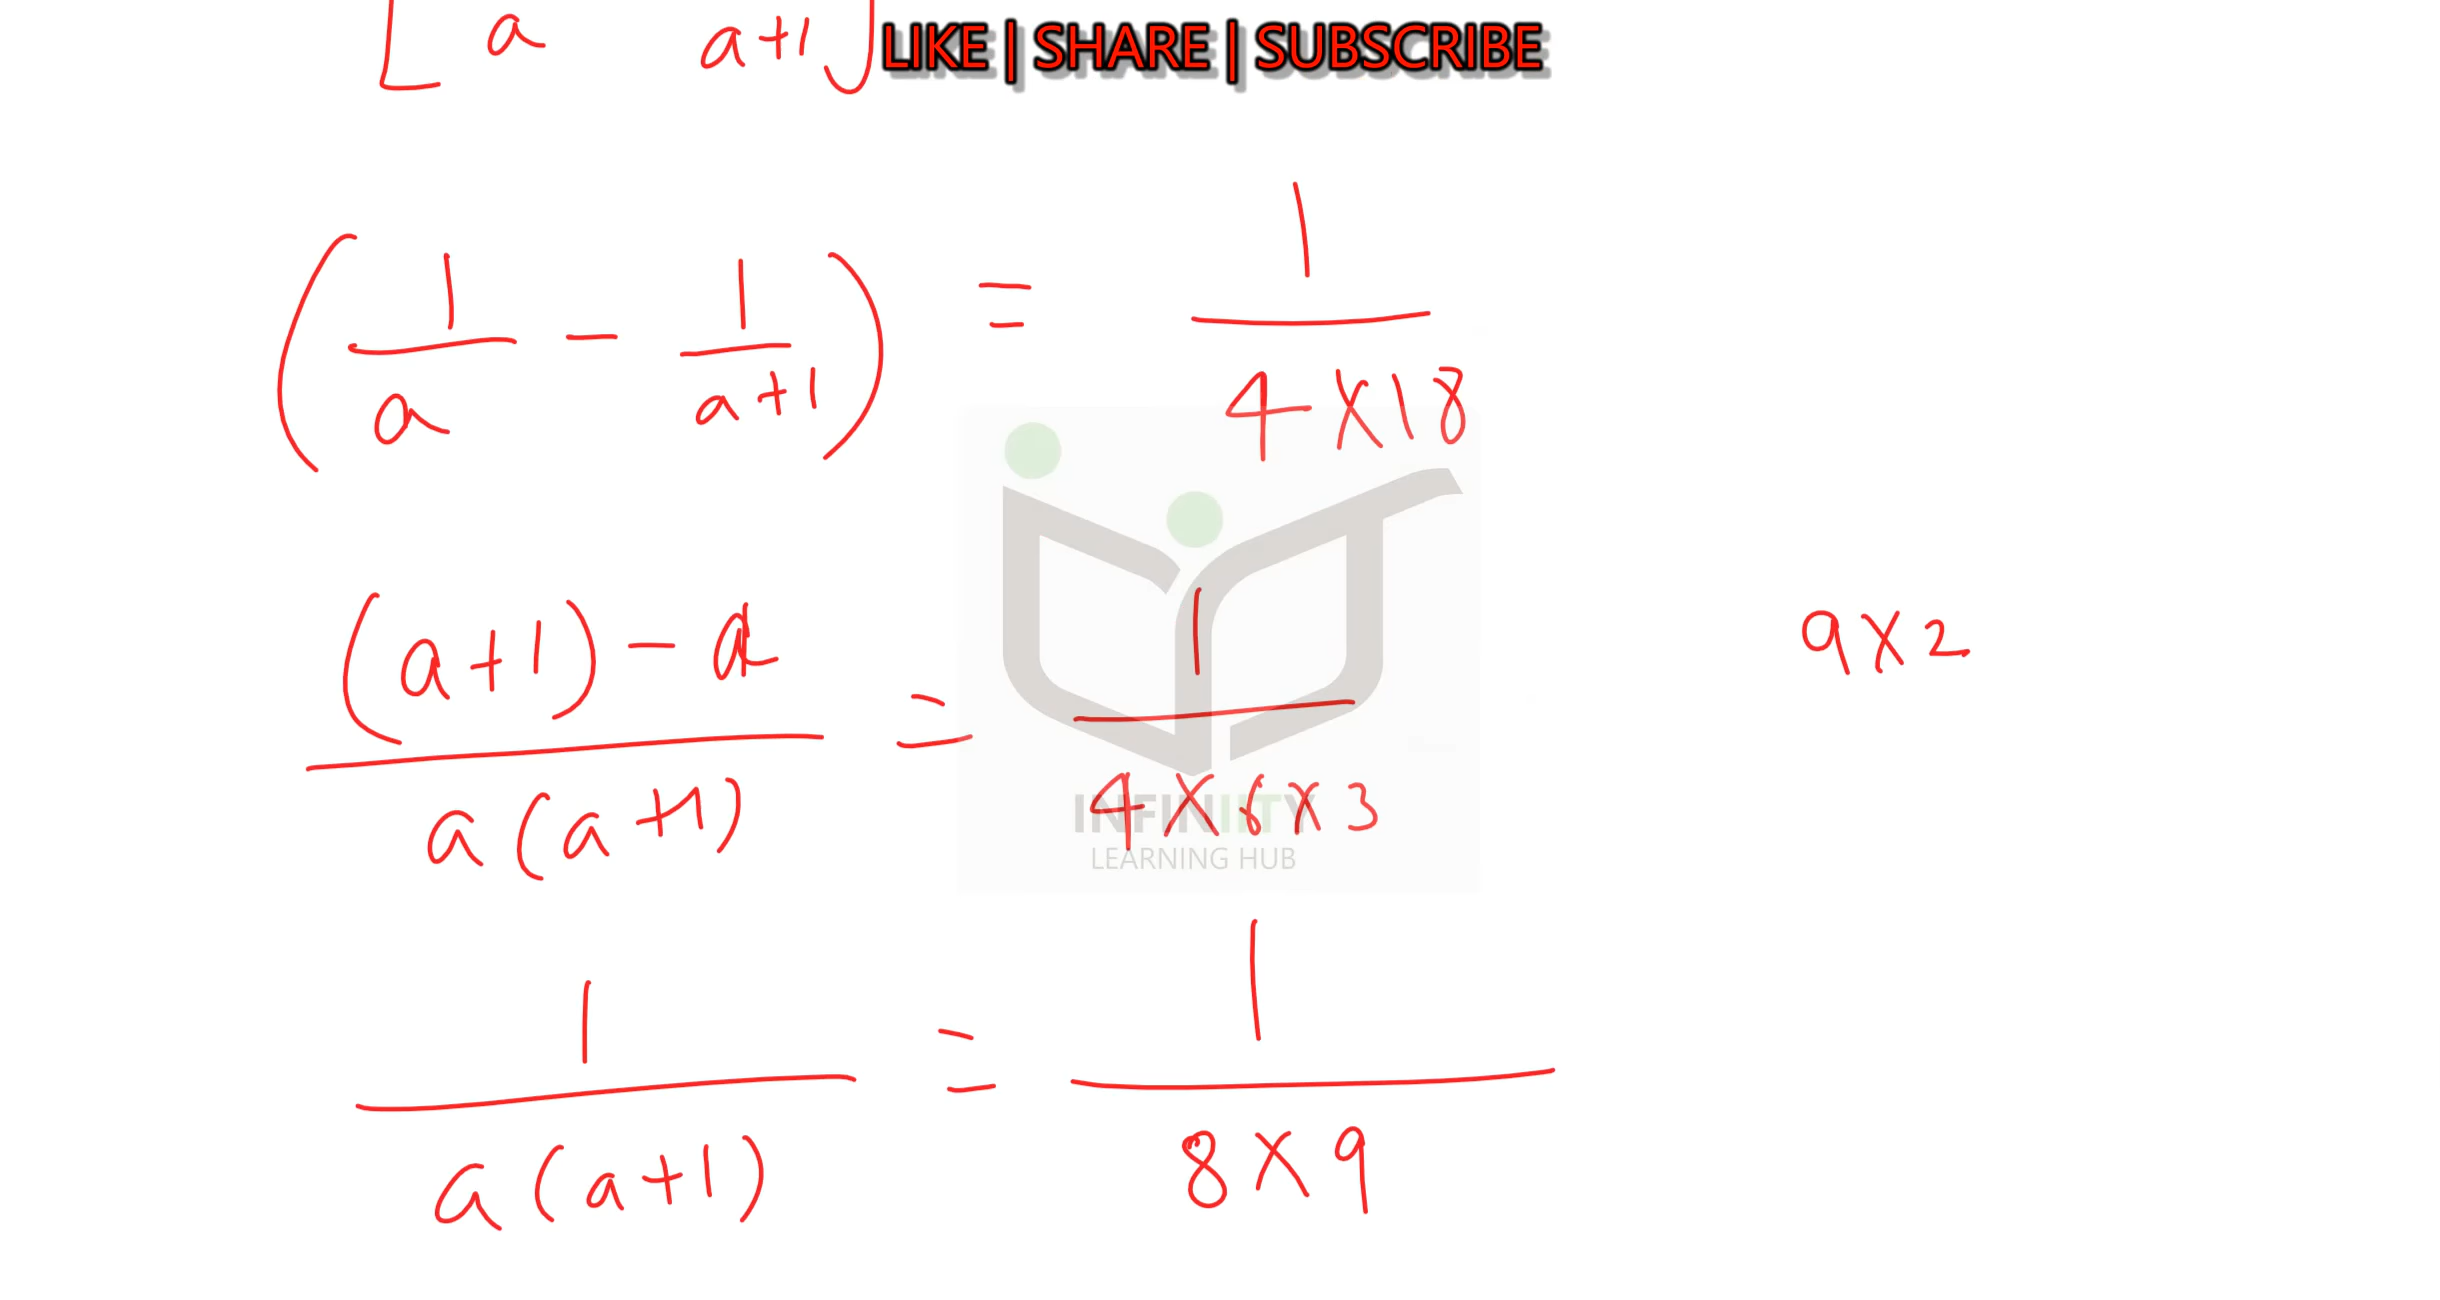 [ a a+1 ] LIKE | SHARE | SUBSCRIBE
( 1/a - 1/(a+1) ) = 1/(4 × 18)
((a+1) - a)/(a(a+1)) = 1/(4 × 6 × 3)
9 × 2
INFINIITY
LEARNING HUB
1/(a(a+1)) = 1/(8 × 9)